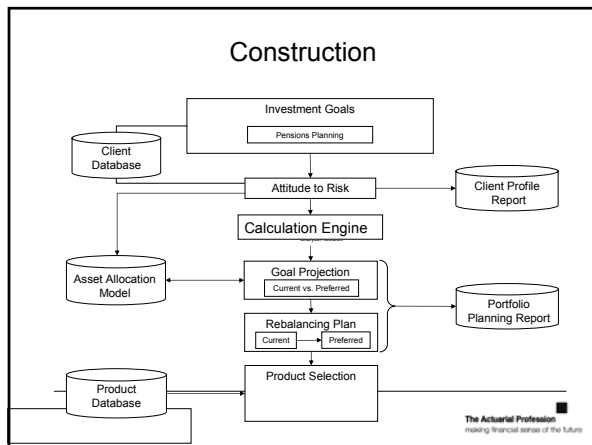 Construction
Investment Goals
Pensions Planning
Client
Database
Attitude to Risk
Client Profile
Report
Calculation Engine
Goal Projection
Current vs. Preferred
Asset Allocation
Model
Rebalancing Plan
Current
Preferred
Portfolio
Planning Report
Product Selection
Product
Database
The Actuarial Profession
making financial sense of the future